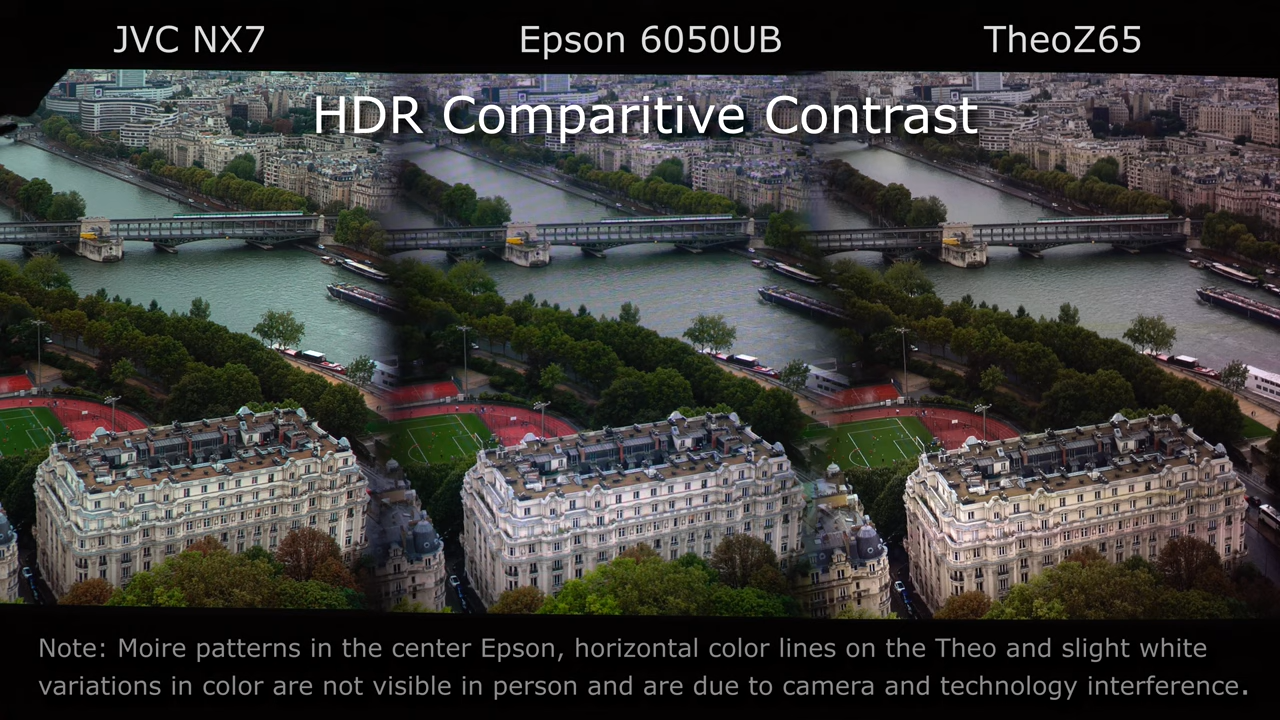 JVC NX7 Epson 6050UB TheoZ65
HDR Comparitive Contrast
Note: Moire patterns in the center Epson, horizontal color lines on the Theo and slight white
variations in color are not visible in person and are due to camera and technology interference.